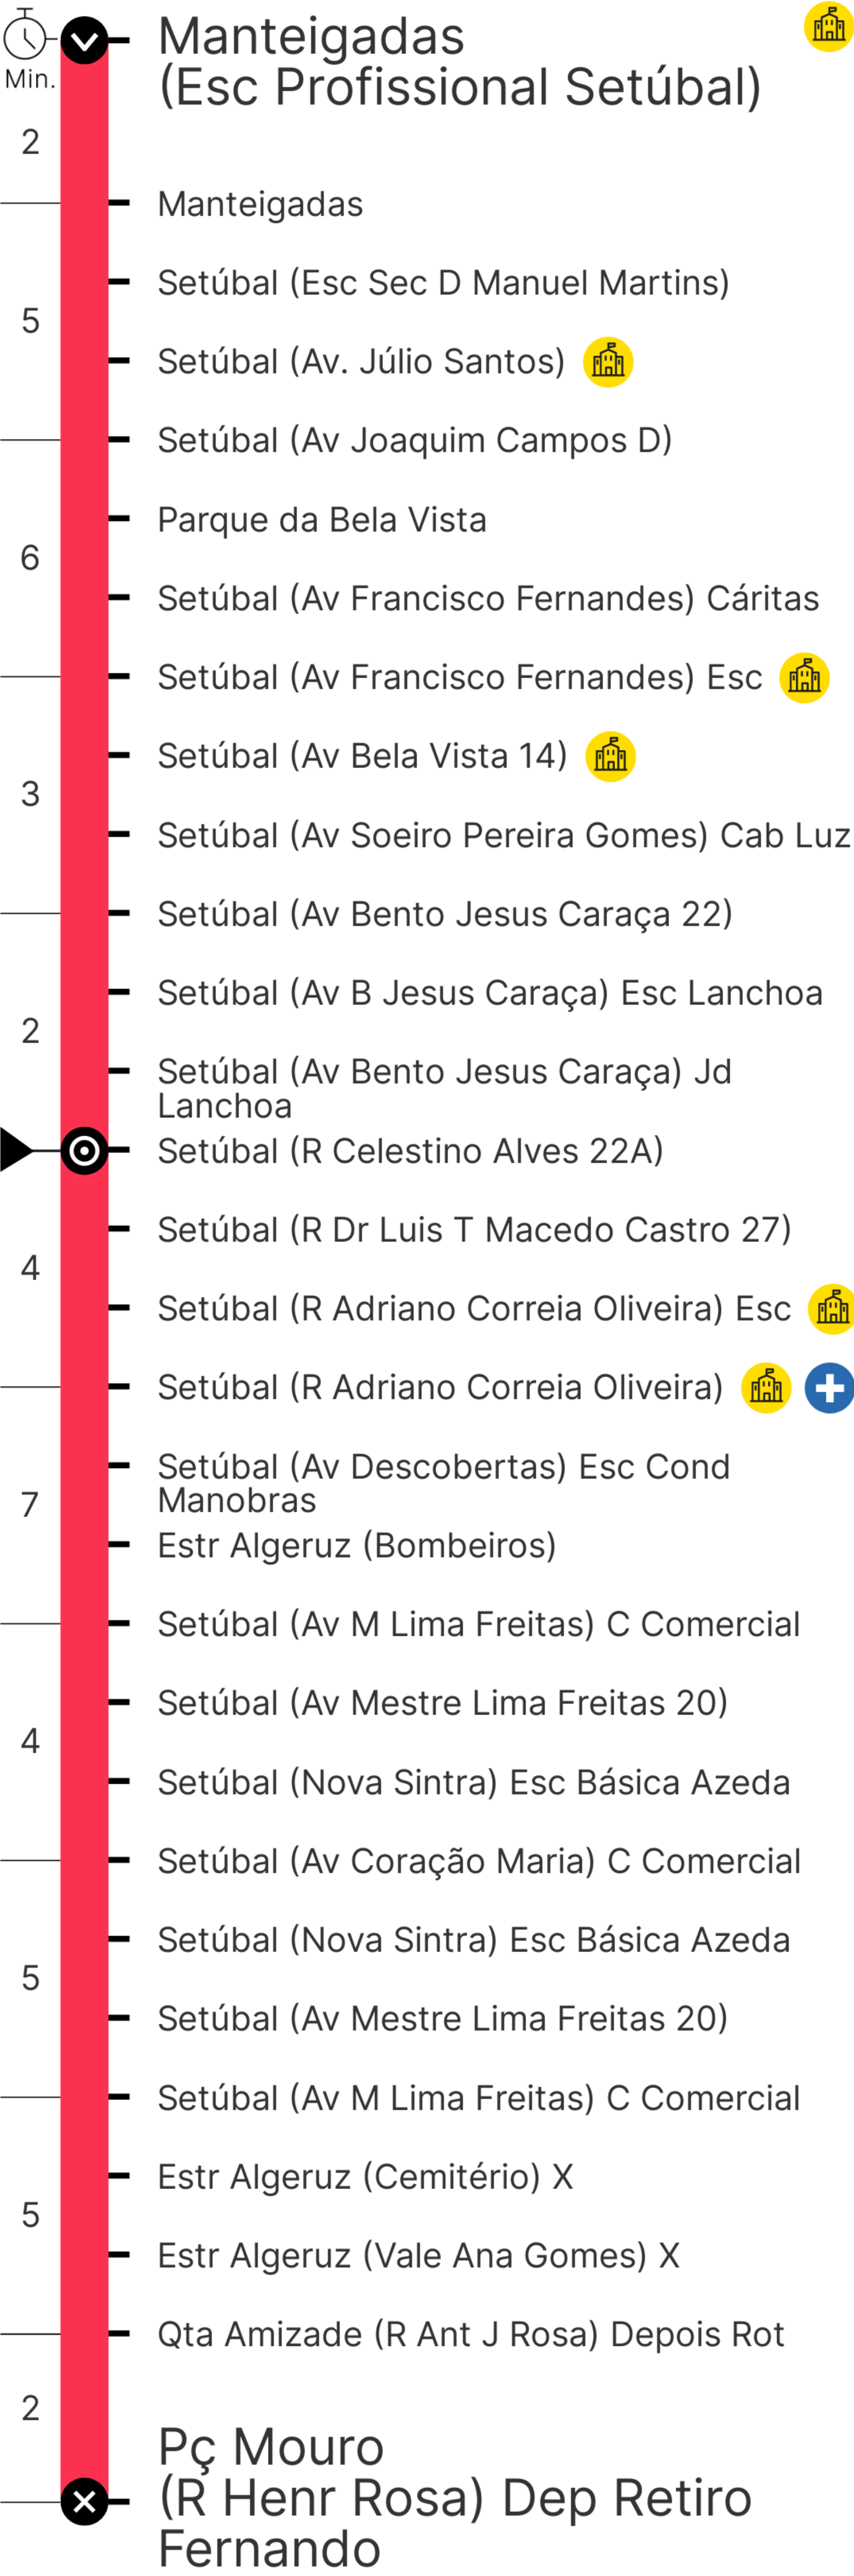 Manteigadas
(Esc Profissional Setúbal)
Min.
2
Manteigadas
Setúbal (Esc Sec D Manuel Martins)
5
Setúbal (Av. Júlio Santos)
Setúbal (Av Joaquim Campos D)
Parque da Bela Vista
6
Setúbal (Av Francisco Fernandes) Cáritas
Setúbal (Av Francisco Fernandes) Esc
Setúbal (Av Bela Vista 14)
3
Setúbal (Av Soeiro Pereira Gomes) Cab Luz
Setúbal (Av Bento Jesus Caraça 22)
Setúbal (Av B Jesus Caraça) Esc Lanchoa
2
Setúbal (Av Bento Jesus Caraça) Jd
Lanchoa
Setúbal (R Celestino Alves 22A)
Setúbal (R Dr Luis T Macedo Castro 27)
4
Setúbal (R Adriano Correia Oliveira) Esc
Setúbal (R Adriano Correia Oliveira)
Setúbal (Av Descobertas) Esc Cond
Manobras
7
Estr Algeruz (Bombeiros)
Setúbal (Av M Lima Freitas) C Comercial
Setúbal (Av Mestre Lima Freitas 20)
4
Setúbal (Nova Sintra) Esc Básica Azeda
Setúbal (Av Coração Maria) C Comercial
Setúbal (Nova Sintra) Esc Básica Azeda
5
Setúbal (Av Mestre Lima Freitas 20)
Setúbal (Av M Lima Freitas) C Comercial
Estr Algeruz (Cemitério) X
5
Estr Algeruz (Vale Ana Gomes) X
Qta Amizade (R Ant J Rosa) Depois Rot
2
Pç Mouro
(R Henr Rosa) Dep Retiro
Fernando